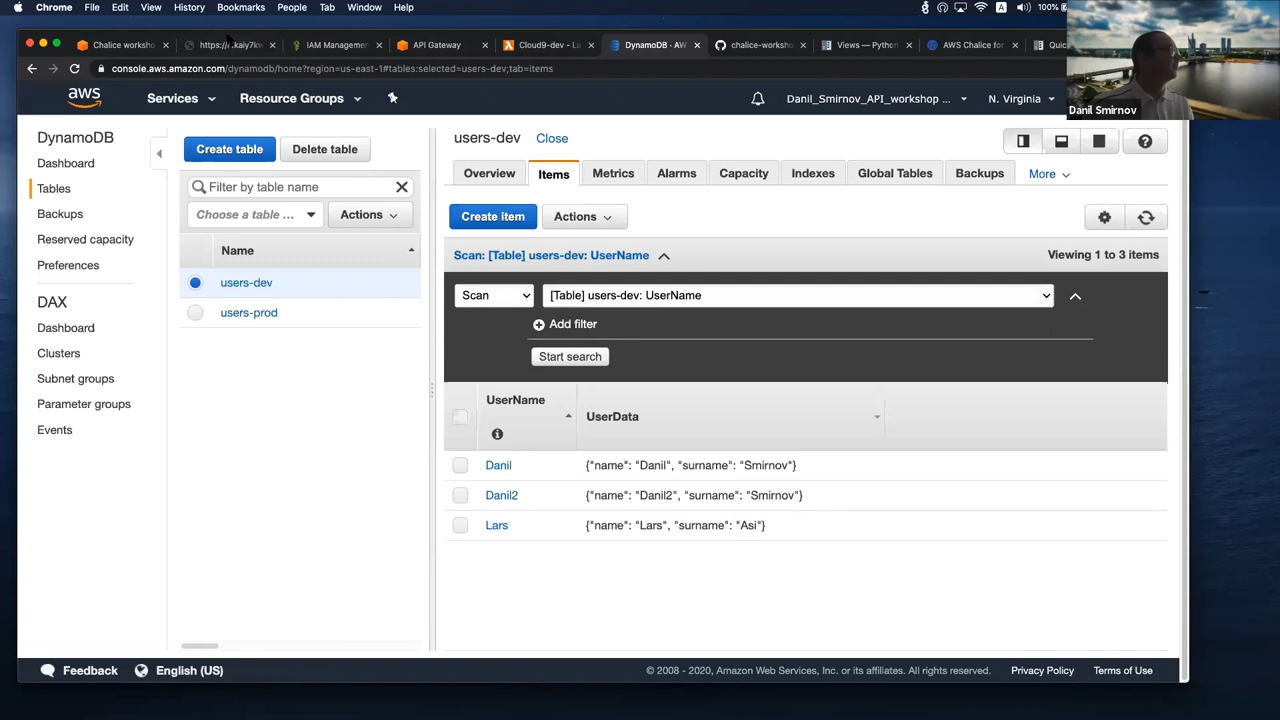 Chrome File Edit View History Bookmarks People Tab Window Help
A 100%
Chalice worksho
https://r.kaiy7kw
IAM Manageme
API Gateway
Cloud9-dev - La
DynamoDB - AW
chalice-worksho
Views — Python
AWS Chalice for
Quic
console.aws.amazon.com/dynamodb/home?region=us-east-1#tables:selected=users-dev;tab=items
aws Services Resource Groups Danil_Smirnov_API_workshop ... N. Virginia
Danil Smirnov
DynamoDB
Dashboard
Tables
Backups
Reserved capacity
Preferences
DAX
Dashboard
Clusters
Subnet groups
Parameter groups
Events
Create table Delete table
Filter by table name
Choose a table ... Actions
Name
users-dev
users-prod
users-dev Close
Overview Items Metrics Alarms Capacity Indexes Global Tables Backups More
Create item Actions
Scan: [Table] users-dev: UserName Viewing 1 to 3 items
Scan [Table] users-dev: UserName
Add filter
Start search
UserName UserData
Danil {"name": "Danil", "surname": "Smirnov"}
Danil2 {"name": "Danil2", "surname": "Smirnov"}
Lars {"name": "Lars", "surname": "Asi"}
Feedback English (US) © 2008 - 2020, Amazon Web Services, Inc. or its affiliates. All rights reserved. Privacy Policy Terms of Use